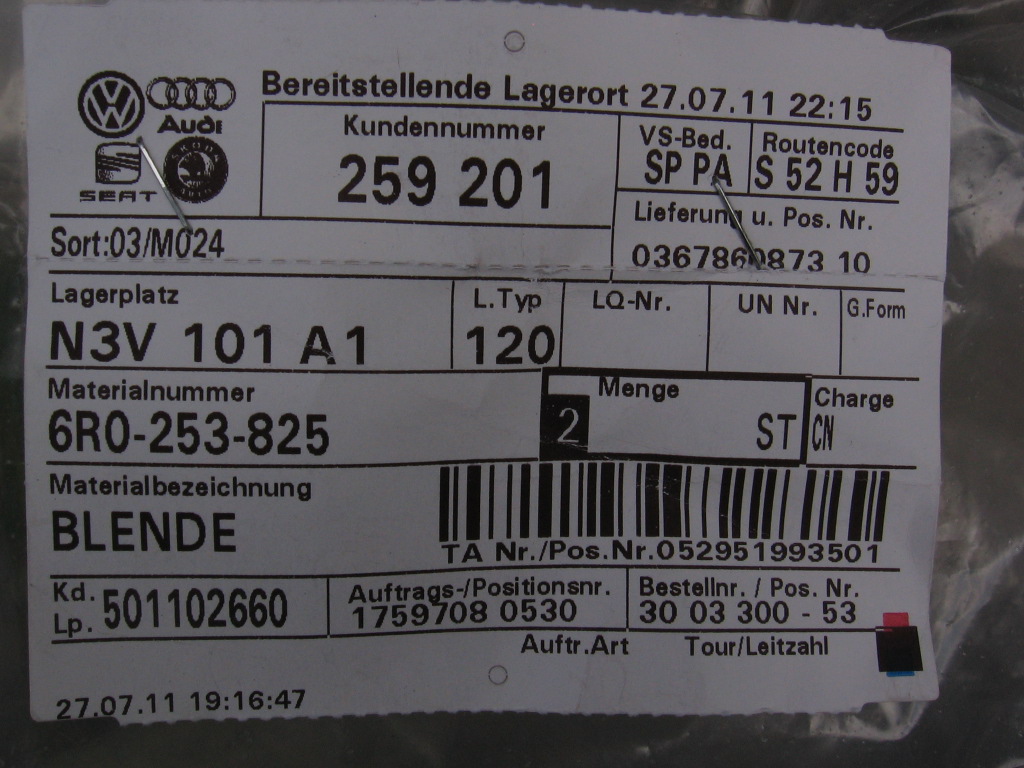 Bereitstellende Lagerort 27.07.11 22:15
Audi
SEAT
Kundennummer
259 201
VS-Bed.
SP PA
Routencode
S 52 H 59
Lieferung u. Pos. Nr.
0367860873 10
Sort:03/M024
Lagerplatz
N3V 101 A1
L.Typ
120
LQ-Nr.
UN Nr.
G.Form
Materialnummer
6R0-253-825
Menge
2 ST
Charge
CN
Materialbezeichnung
BLENDE
TA Nr./Pos.Nr.052951993501
Kd.
Lp. 501102660
Auftrags-/Positionsnr.
1759708 0530
Bestellnr. / Pos. Nr.
30 03 300 - 53
Auftr.Art
Tour/Leitzahl
27.07.11 19:16:47